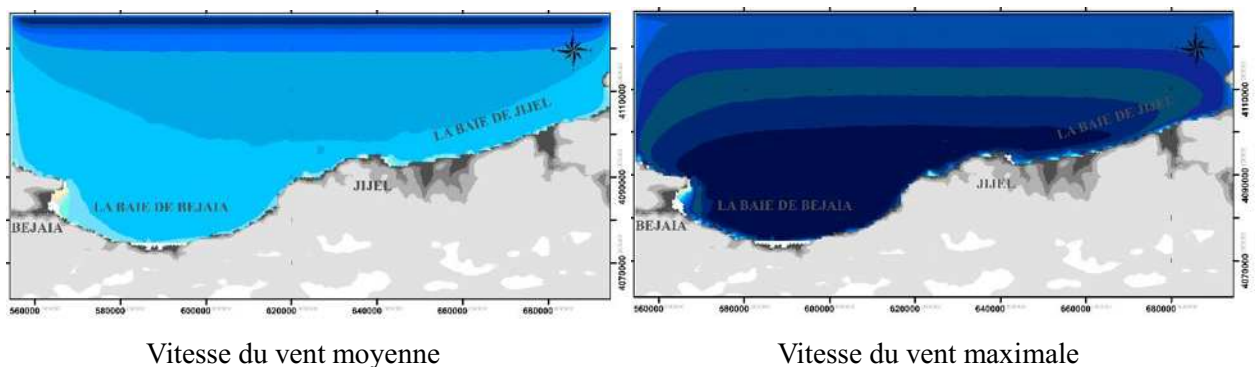 LA BAIE DE JIJEL
JIJEL
LA BAIE DE BEJAIA
BEJAIA
4110000
4090000
4070000
560000
580000
600000
620000
640000
660000
680000
LA BAIE DE JIJEL
JIJEL
LA BAIE DE BEJAIA
BEJAIA
4110000
4090000
4070000
560000
580000
600000
620000
640000
660000
680000
Vitesse du vent moyenne
Vitesse du vent maximale